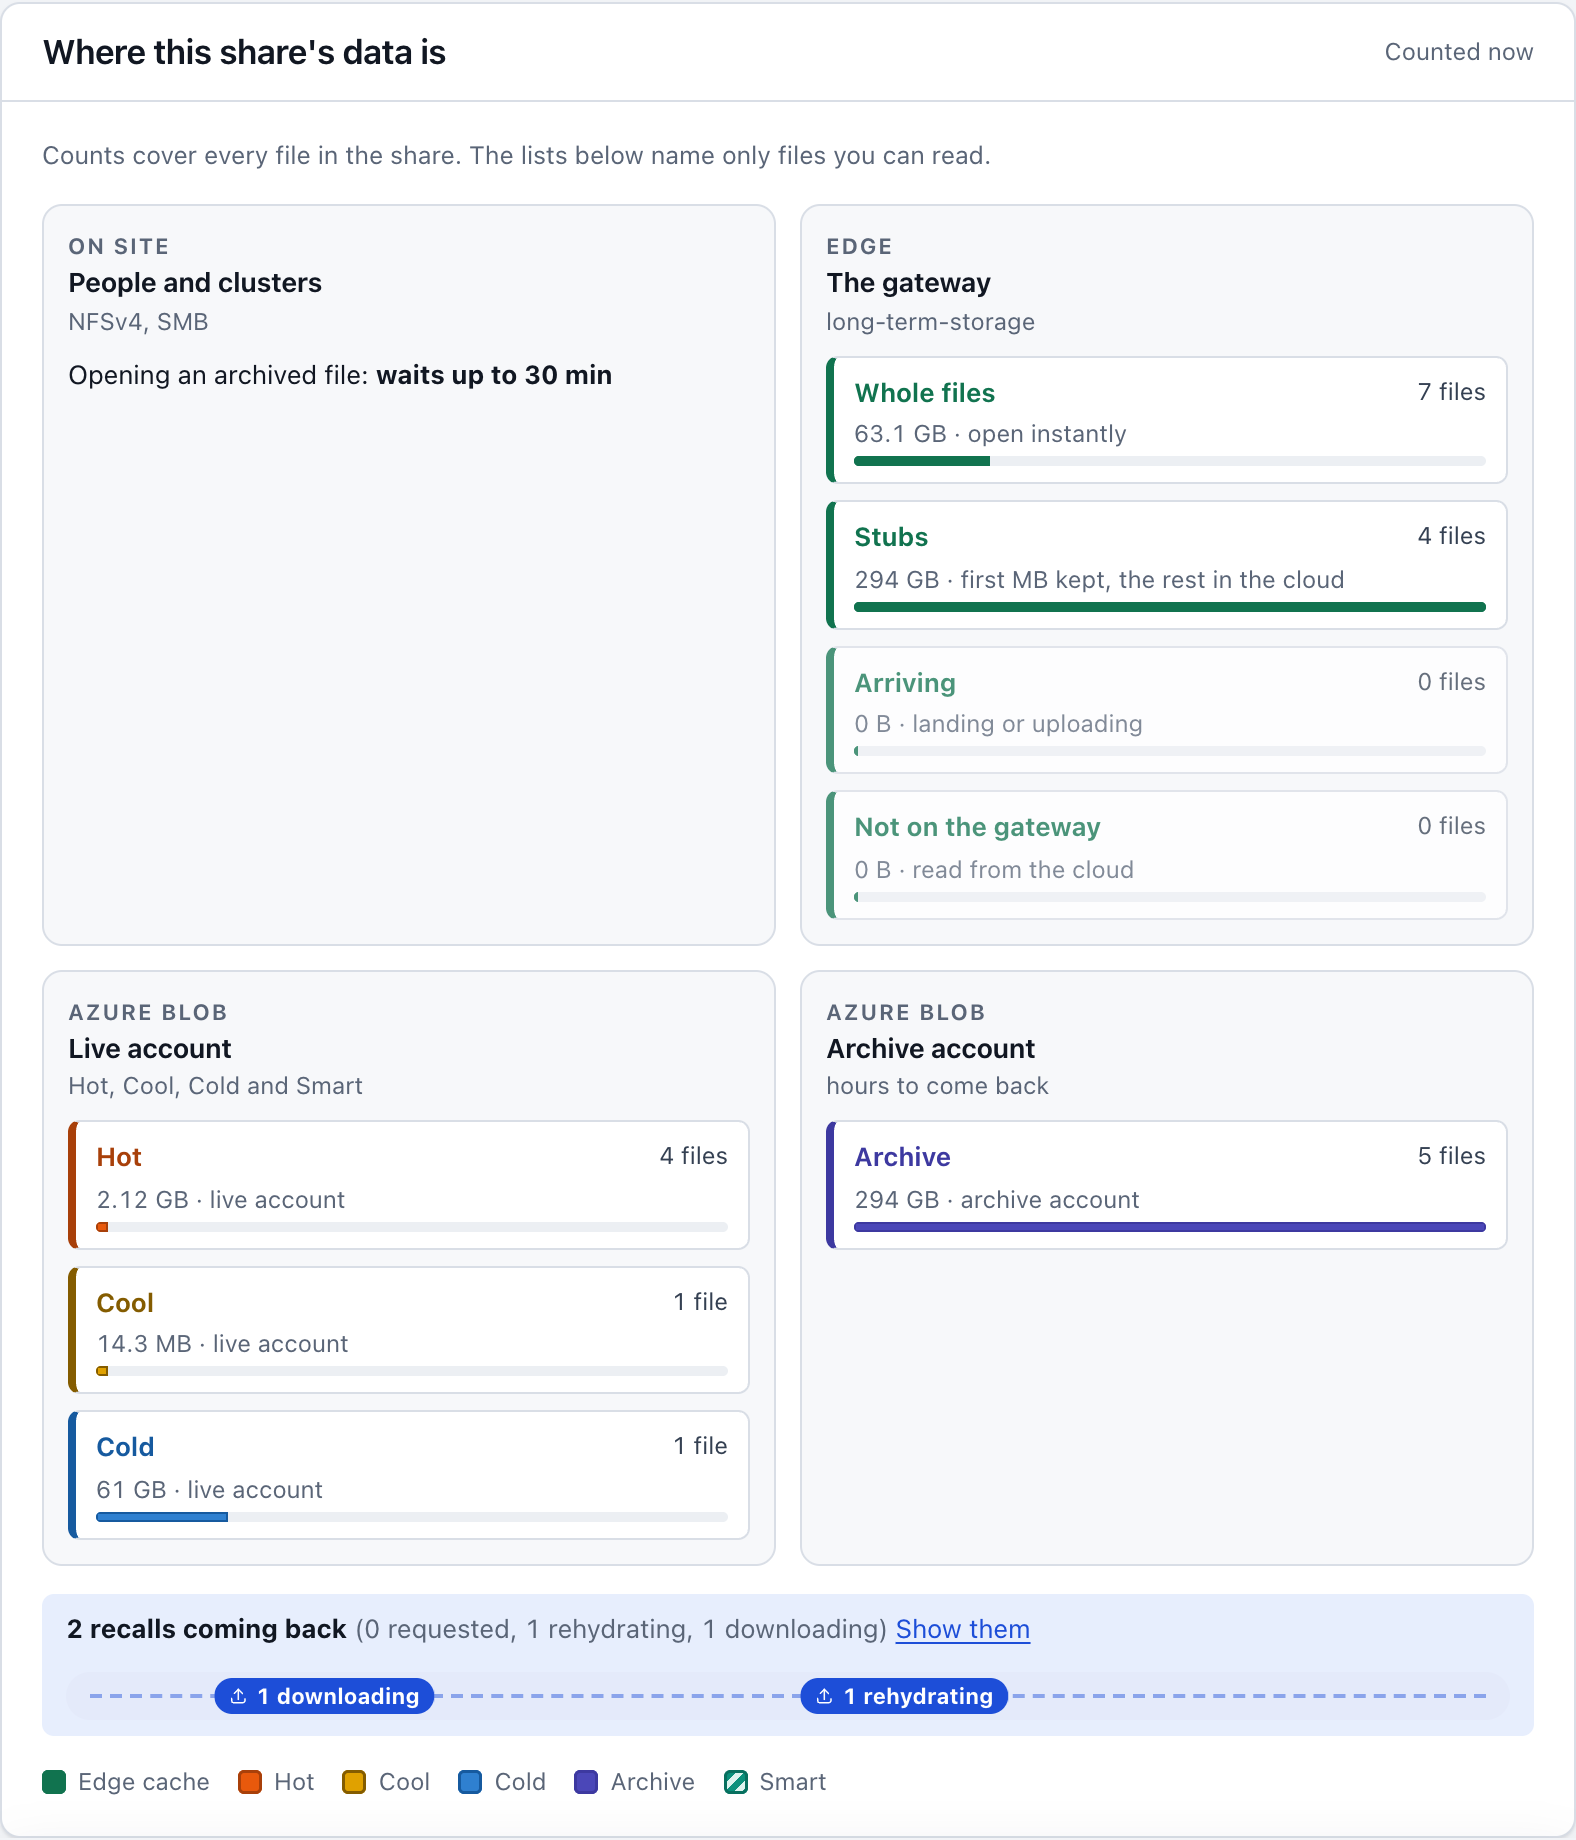 Where this share's data is
Counted now
Counts cover every file in the share. The lists below name only files you can read.
ON SITE
People and clusters
NFSv4, SMB
Opening an archived file: waits up to 30 min
EDGE
The gateway
long-term-storage
Whole files
7 files
63.1 GB · open instantly
Stubs
4 files
294 GB · first MB kept, the rest in the cloud
Arriving
0 files
0 B · landing or uploading
Not on the gateway
0 files
0 B · read from the cloud
AZURE BLOB
Live account
Hot, Cool, Cold and Smart
Hot
4 files
2.12 GB · live account
Cool
1 file
14.3 MB · live account
Cold
1 file
61 GB · live account
AZURE BLOB
Archive account
hours to come back
Archive
5 files
294 GB · archive account
2 recalls coming back (0 requested, 1 rehydrating, 1 downloading) Show them
1 downloading
1 rehydrating
Edge cache
Hot
Cool
Cold
Archive
Smart